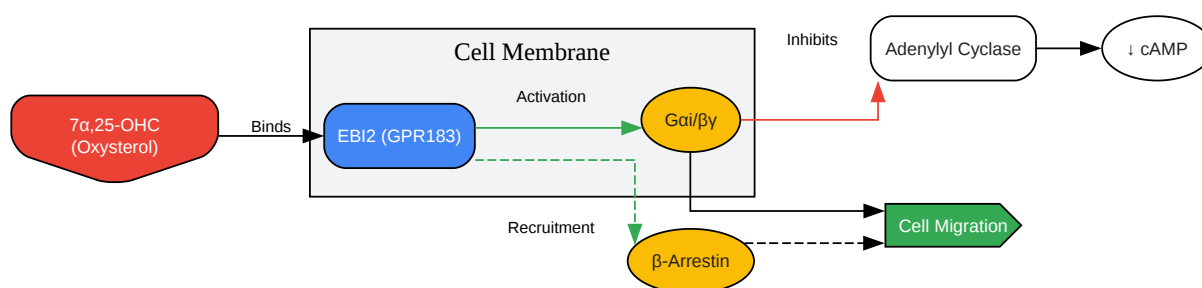 Cell Membrane
Inhibits
Adenylyl Cyclase
↓ cAMP
Activation
7α,25-OHC
(Oxysterol)
Binds
EBI2 (GPR183)
Gαi/βγ
Recruitment
β-Arrestin
Cell Migration